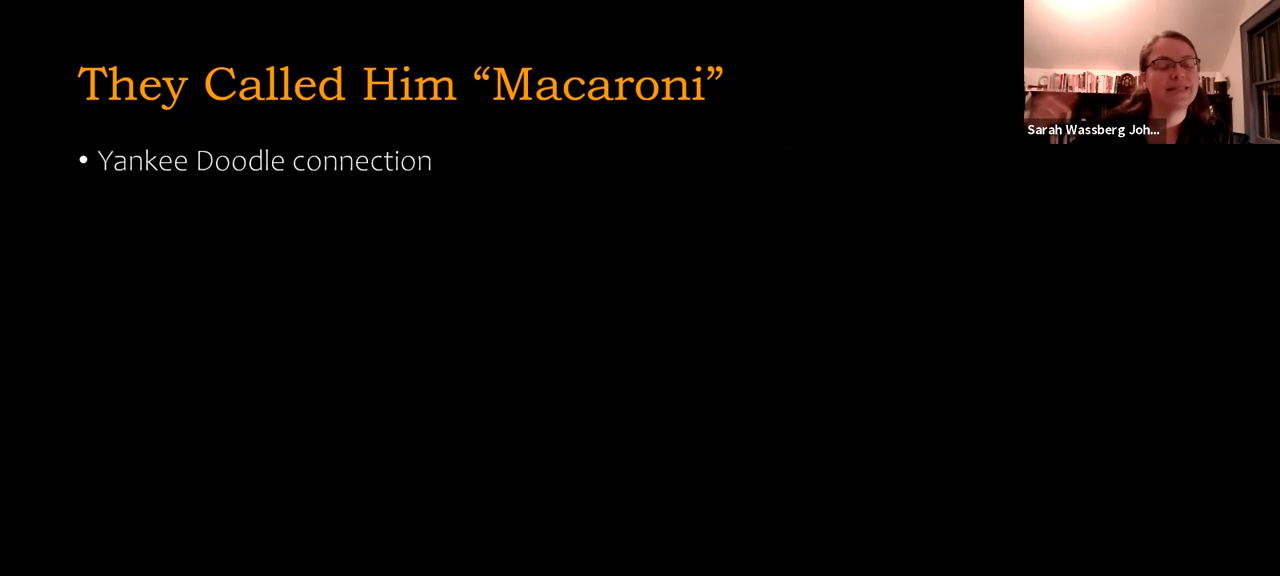 They Called Him “Macaroni”
• Yankee Doodle connection
Sarah Wassberg Joh...